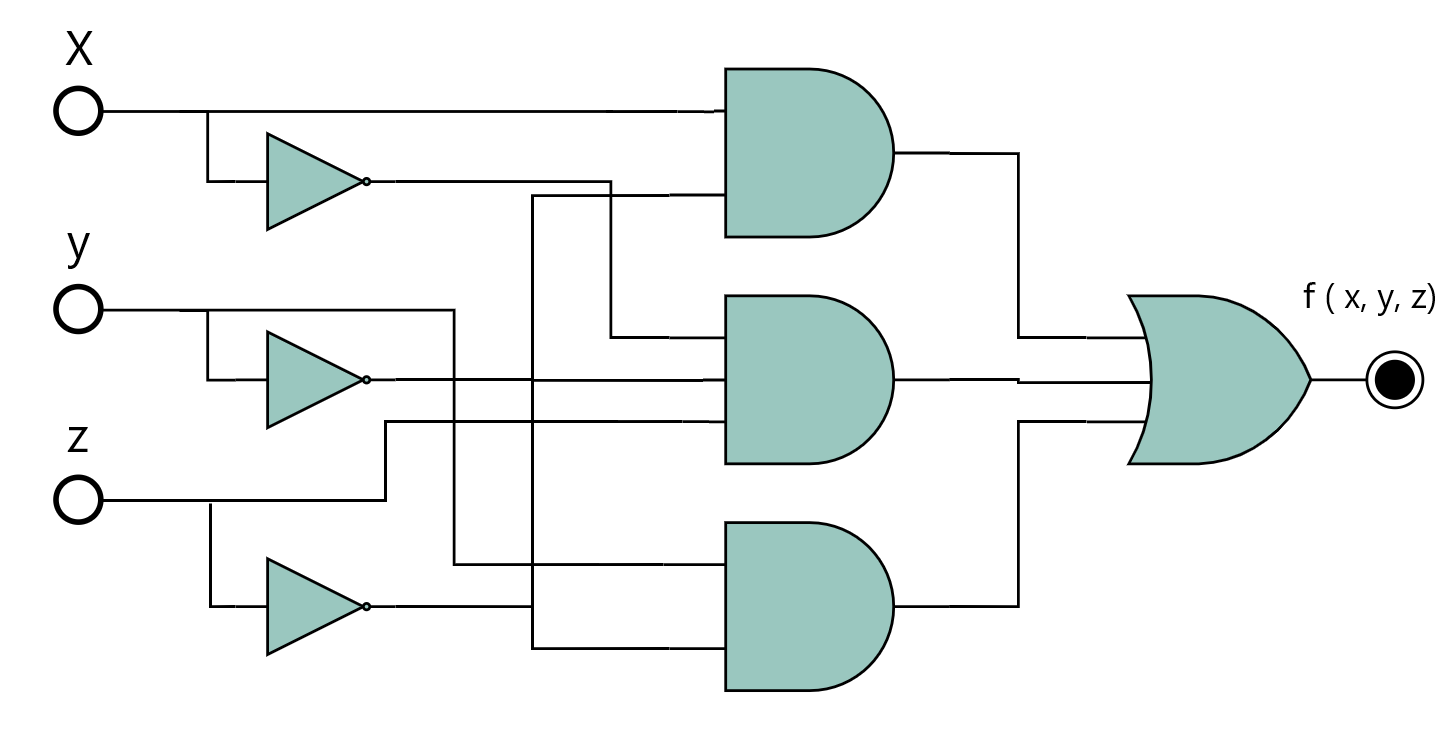 X
y
z
f ( x, y, z)